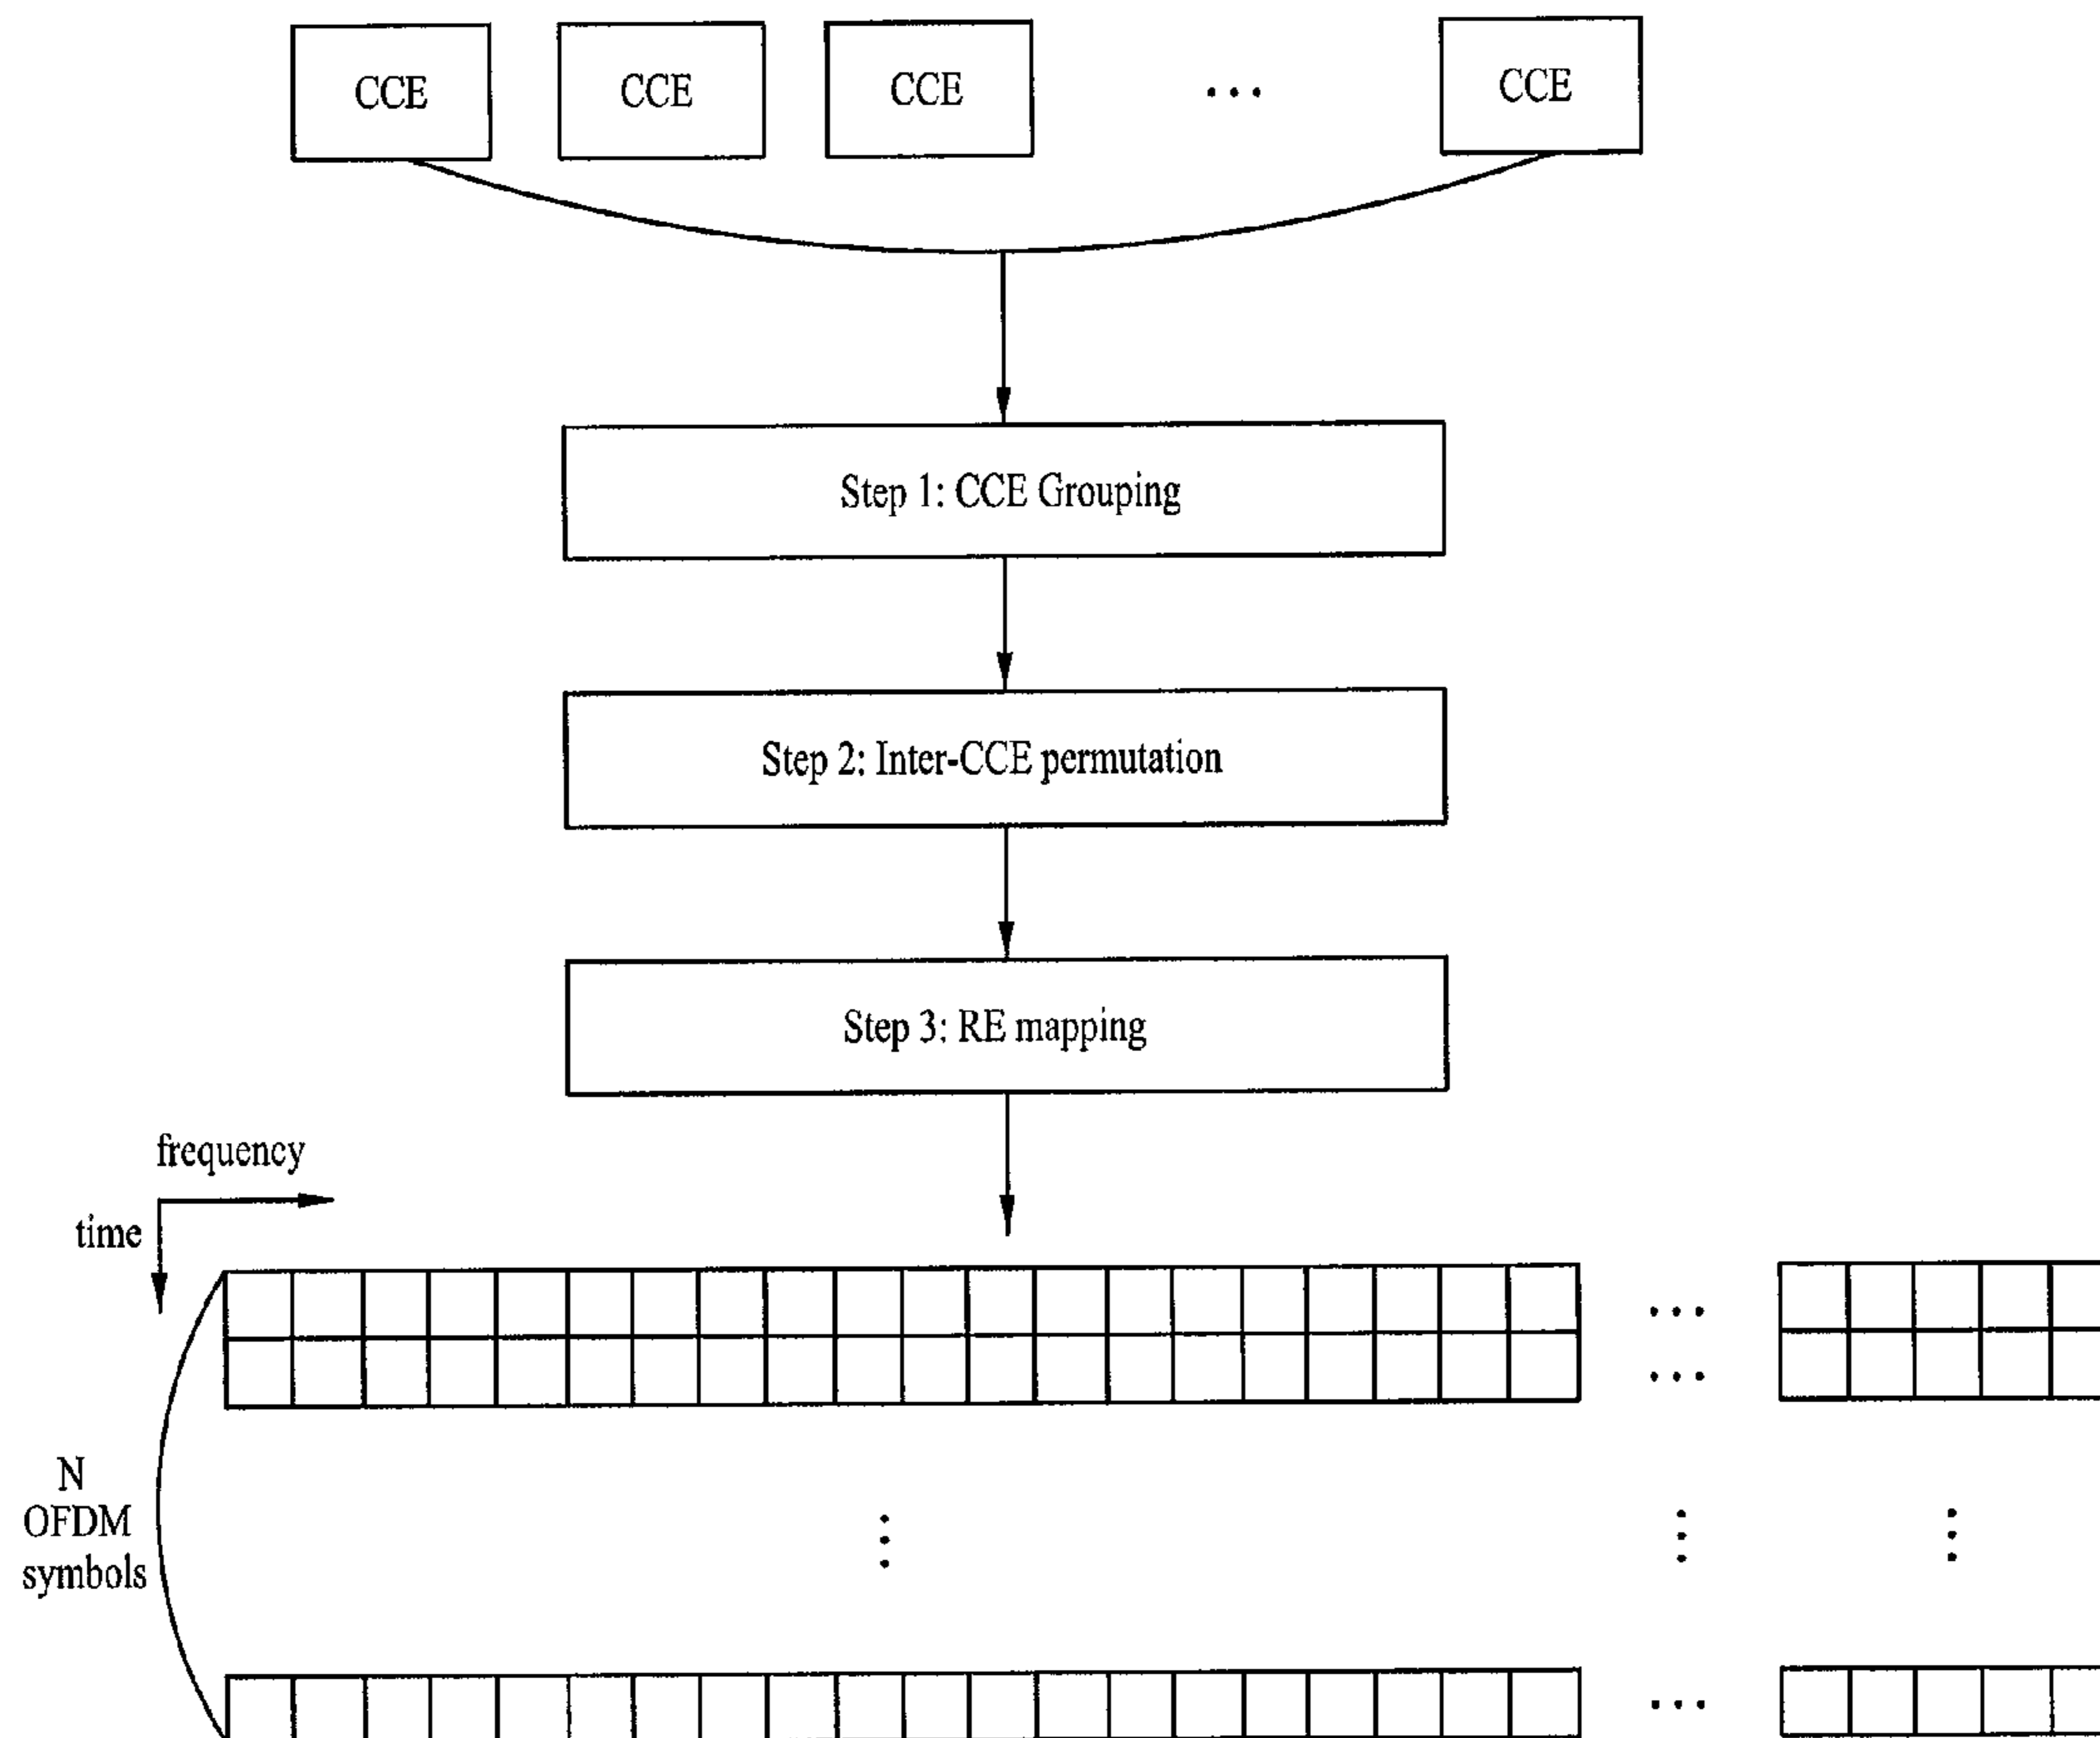 CCE CCE CCE ... CCE
Step 1: CCE Grouping
Step 2: Inter-CCE permutation
Step 3: RE mapping
frequency
time
N
OFDM
symbols